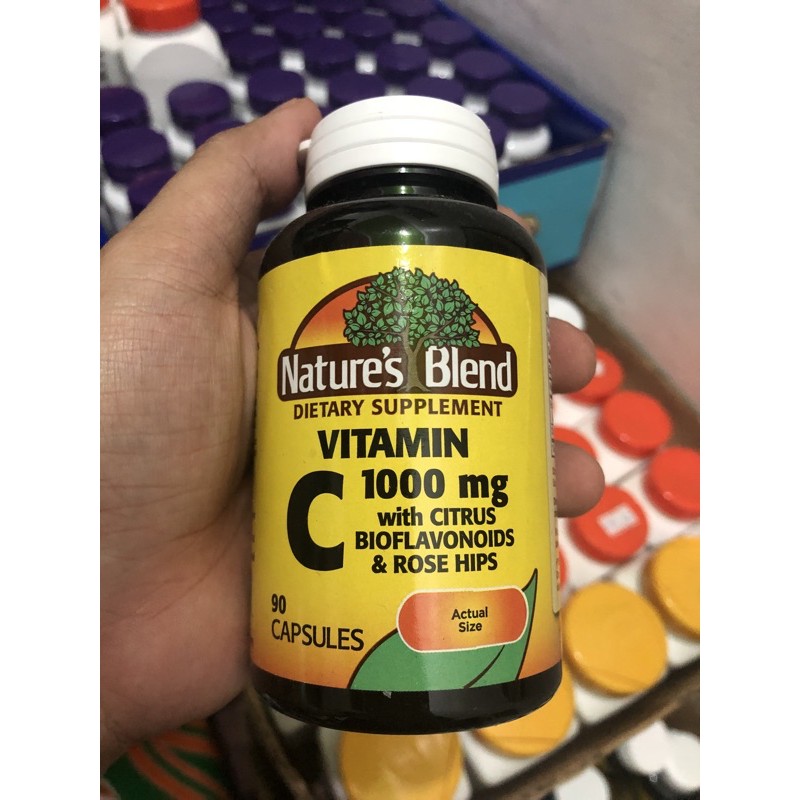 Nature's Blend
DIETARY SUPPLEMENT
VITAMIN
C 1000 mg
with CITRUS
BIOFLAVONOIDS
& ROSE HIPS
90
CAPSULES
Actual
Size